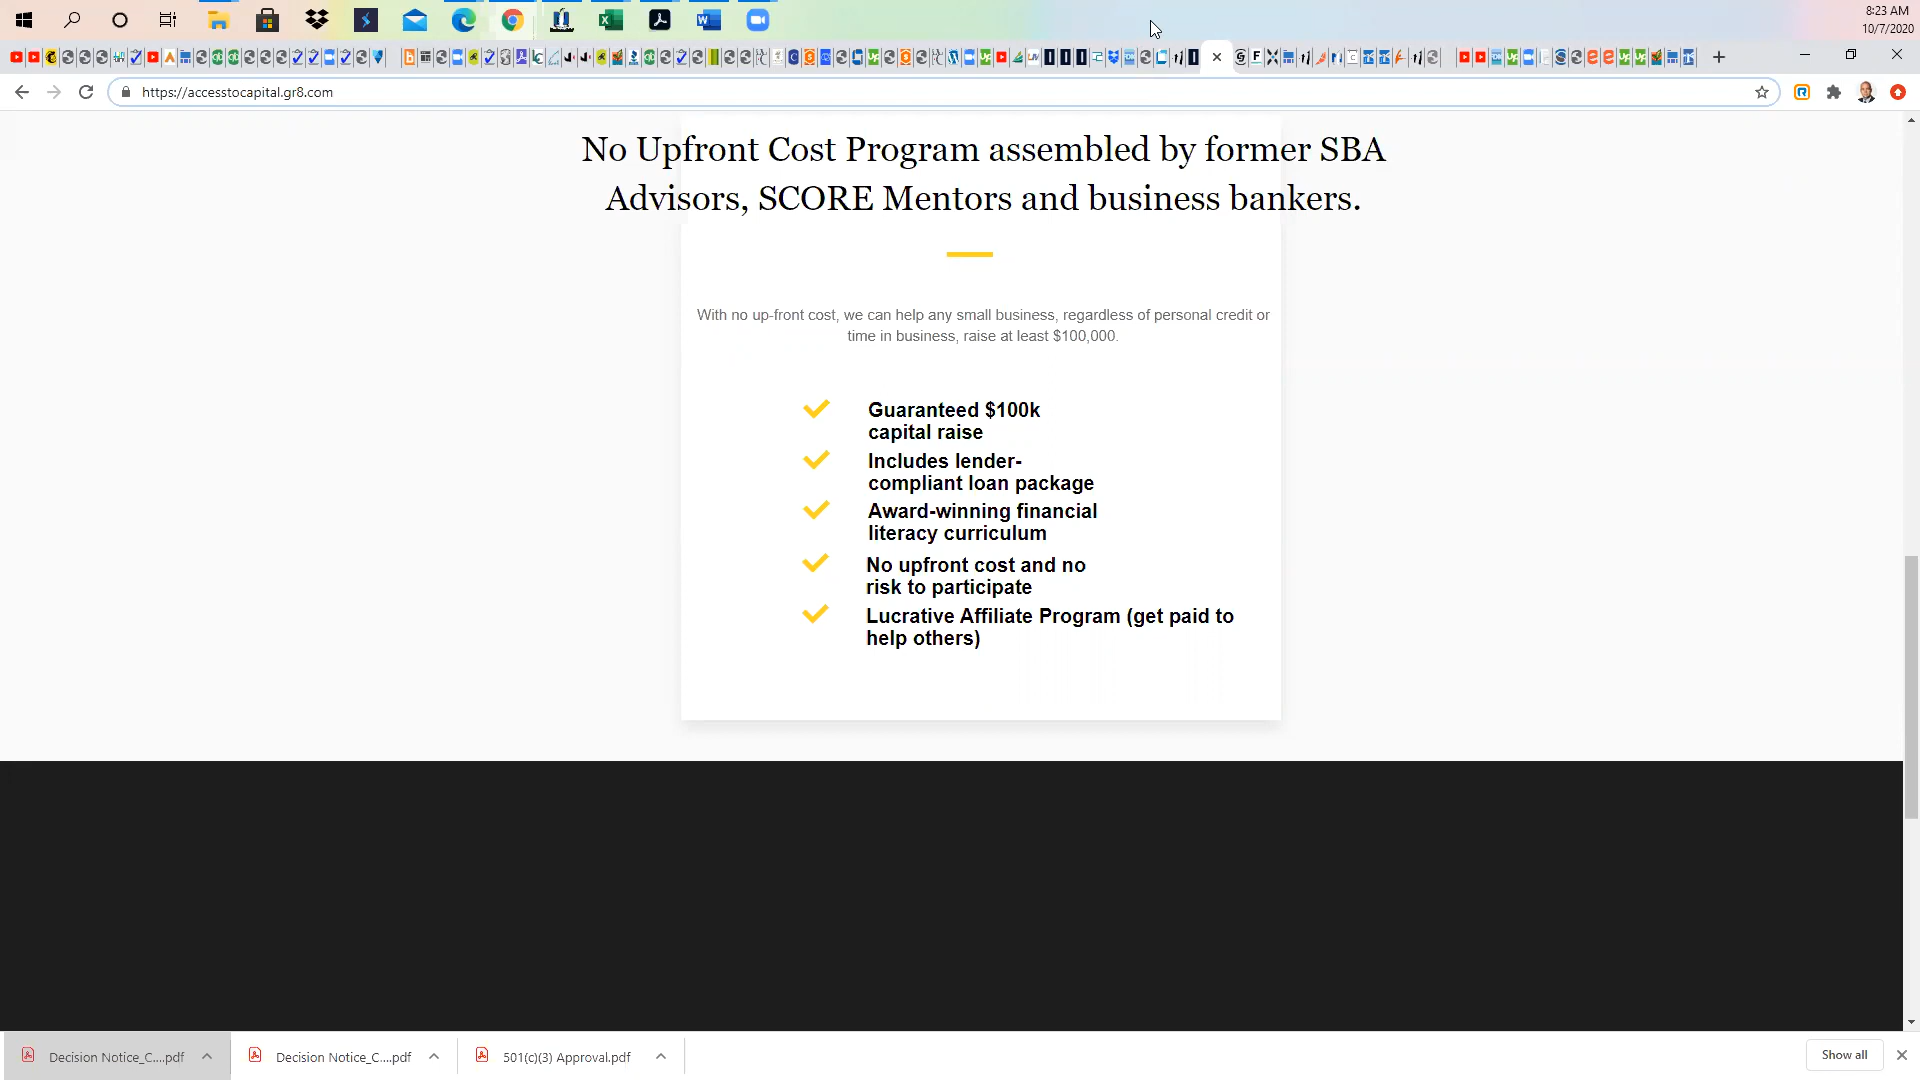 8:23 AM
10/7/2020
https://accesstocapital.gr8.com
No Upfront Cost Program assembled by former SBA
Advisors, SCORE Mentors and business bankers.
With no up-front cost, we can help any small business, regardless of personal credit or
time in business, raise at least $100,000.
Guaranteed $100k
capital raise
Includes lender-
compliant loan package
Award-winning financial
literacy curriculum
No upfront cost and no
risk to participate
Lucrative Affiliate Program (get paid to
help others)
Decision Notice_C....pdf
Decision Notice_C....pdf
501(c)(3) Approval.pdf
Show all